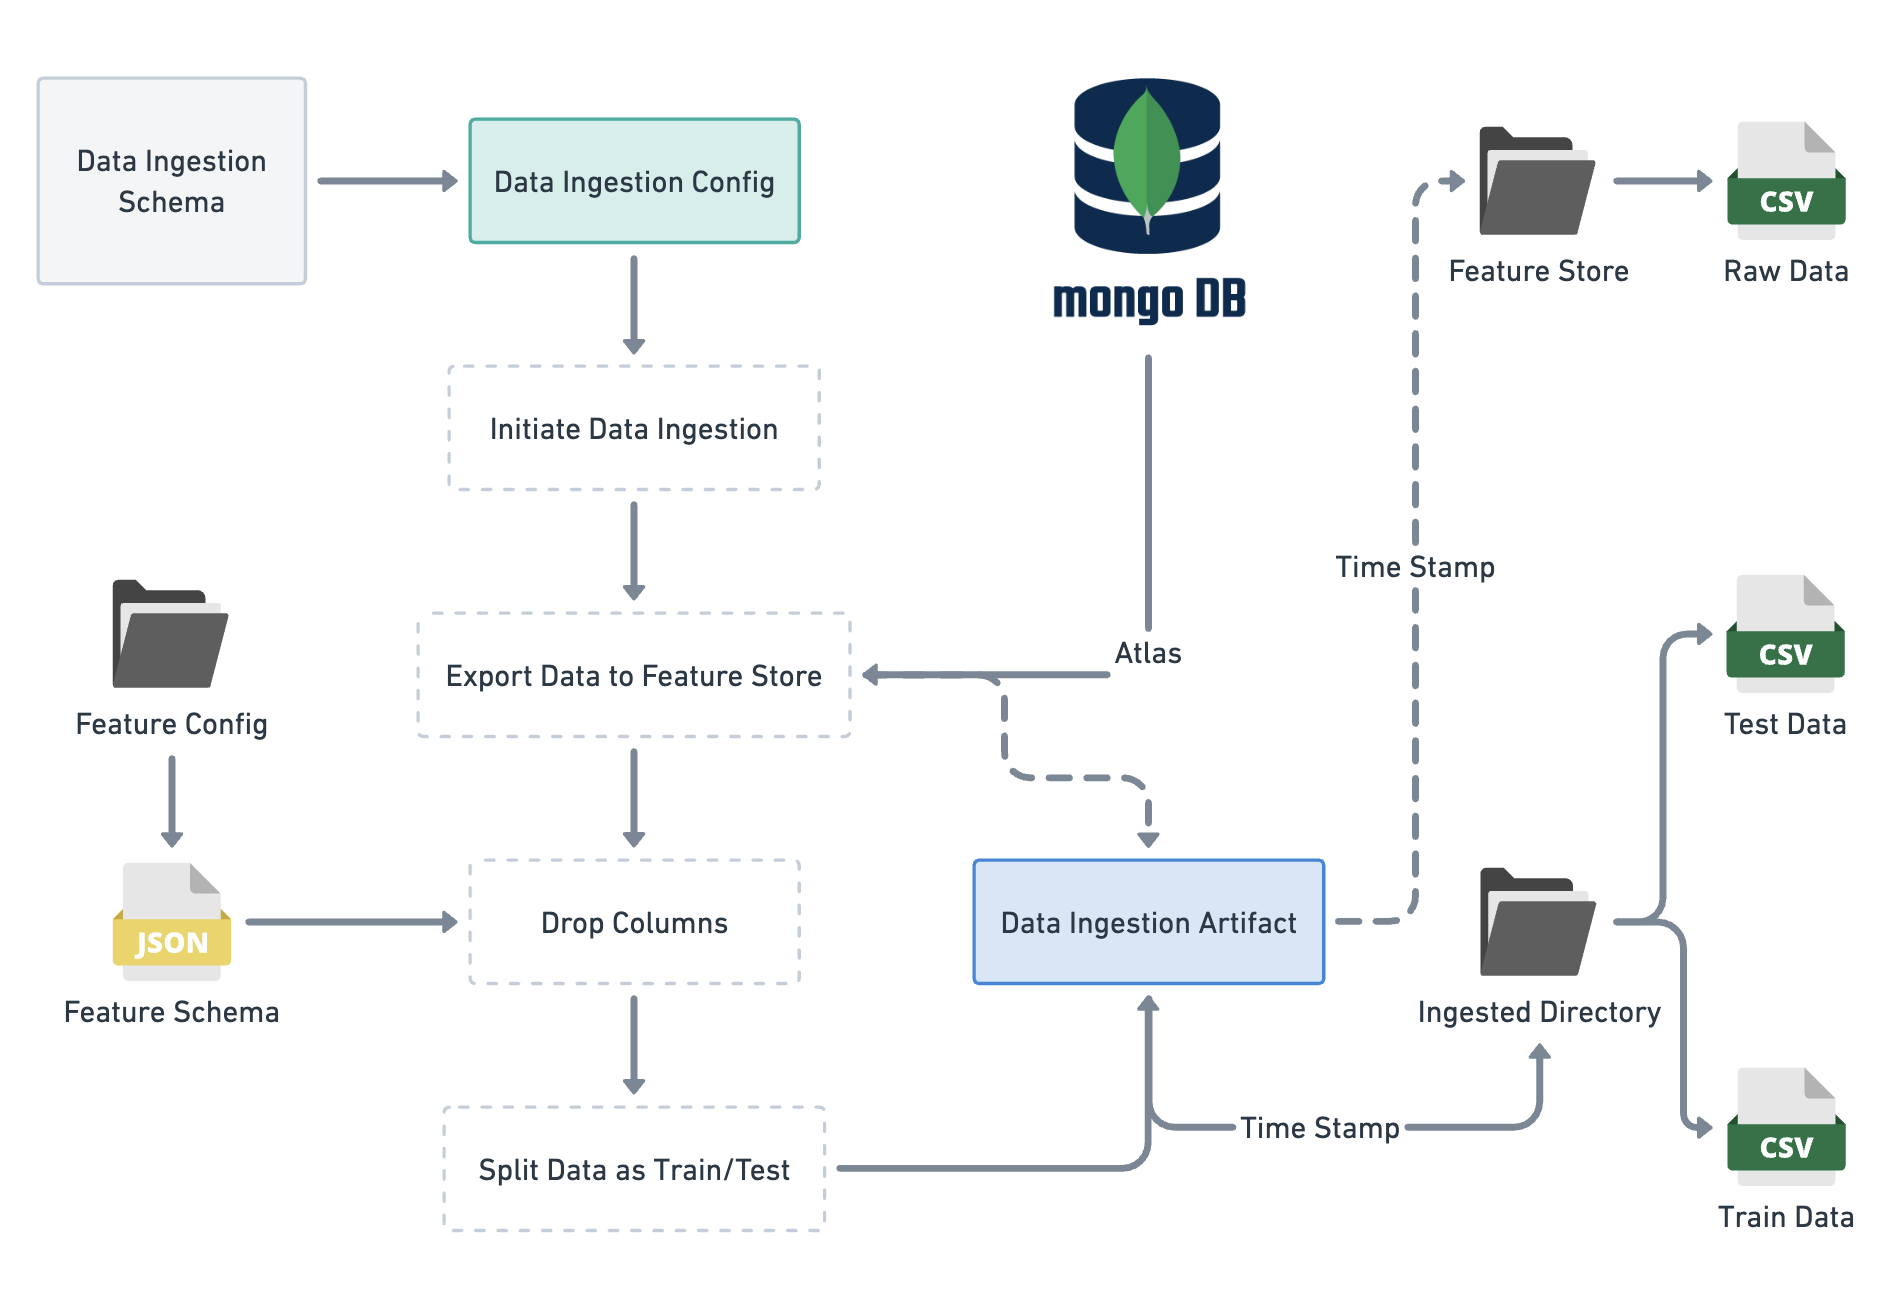 Data Ingestion
Schema
Data Ingestion Config
mongo DB
Feature Store
CSV
Raw Data
Initiate Data Ingestion
Time Stamp
Feature Config
Export Data to Feature Store
Atlas
CSV
Test Data
JSON
Feature Schema
Drop Columns
Data Ingestion Artifact
Ingested Directory
Split Data as Train/Test
Time Stamp
CSV
Train Data